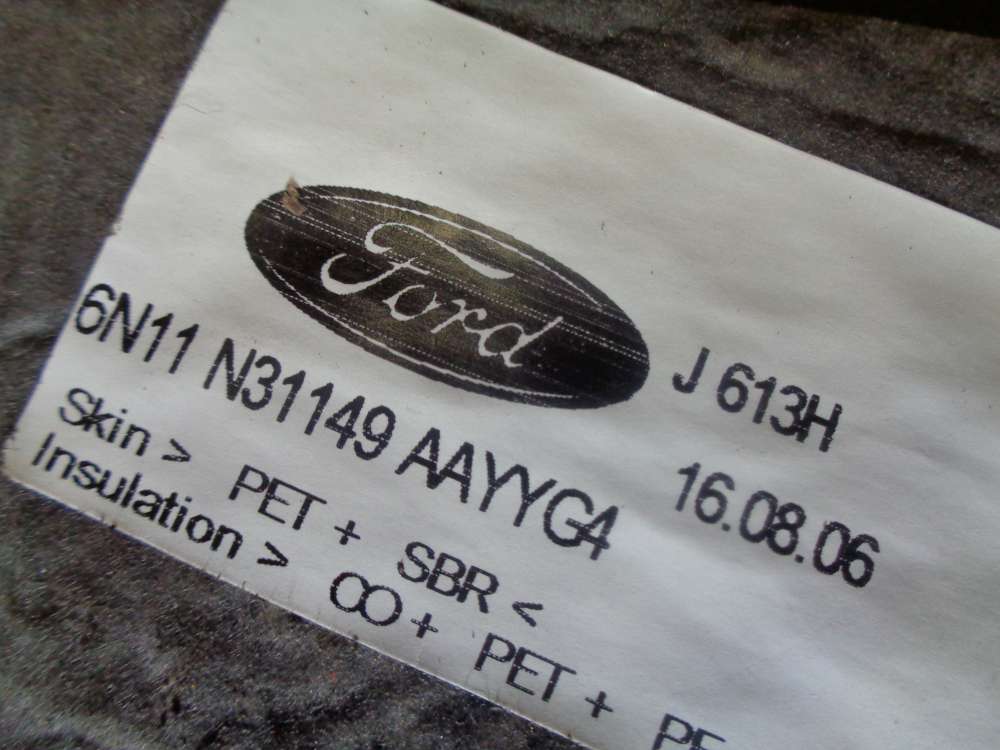 Ford
J 613H
6N11 N31149 AAYYG4
16.08.06
Skin > PET + SBR <
Insulation > CO + PET +